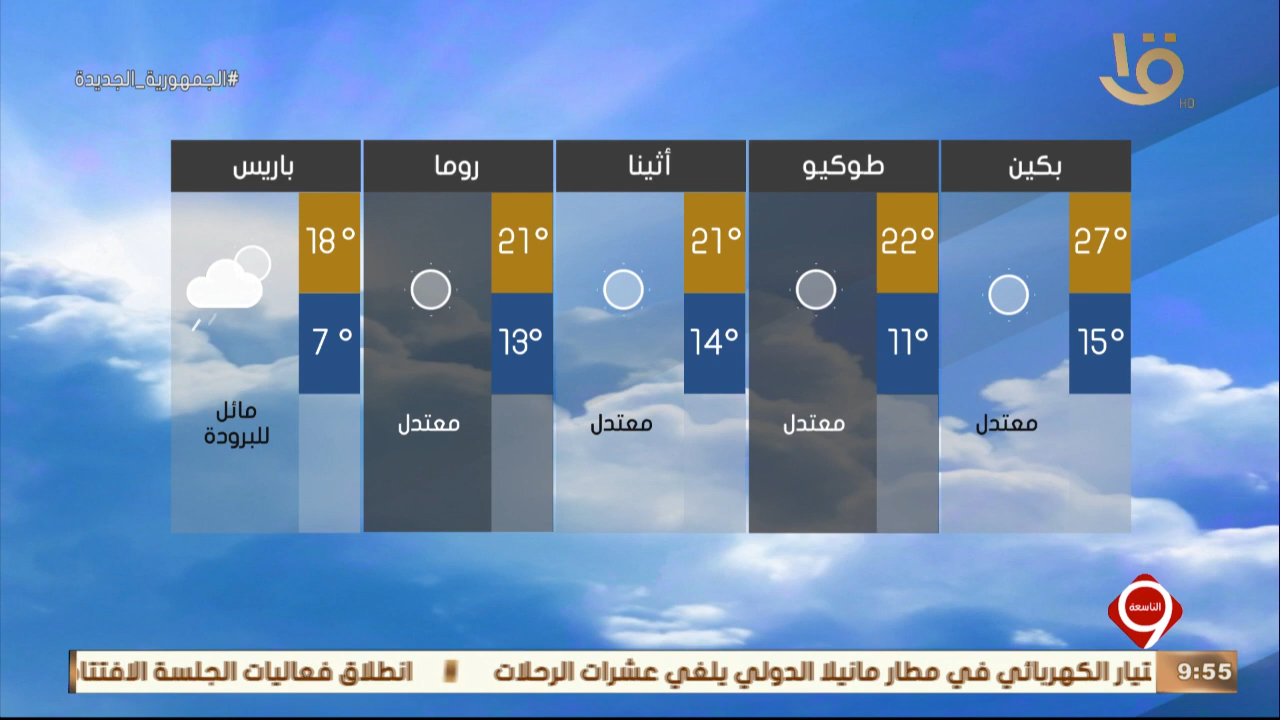 #الجمهورية_الجديدة
HD
بكين
27°
15°
معتدل
طوكيو
22°
11°
معتدل
أثينا
21°
14°
معتدل
روما
21°
13°
معتدل
باريس
18°
7°
مائل
للبرودة
التاسعة
9
9:55
تيار الكهربائي في مطار مانيلا الدولي يلغي عشرات الرحلات
انطلاق فعاليات الجلسة الافتتا